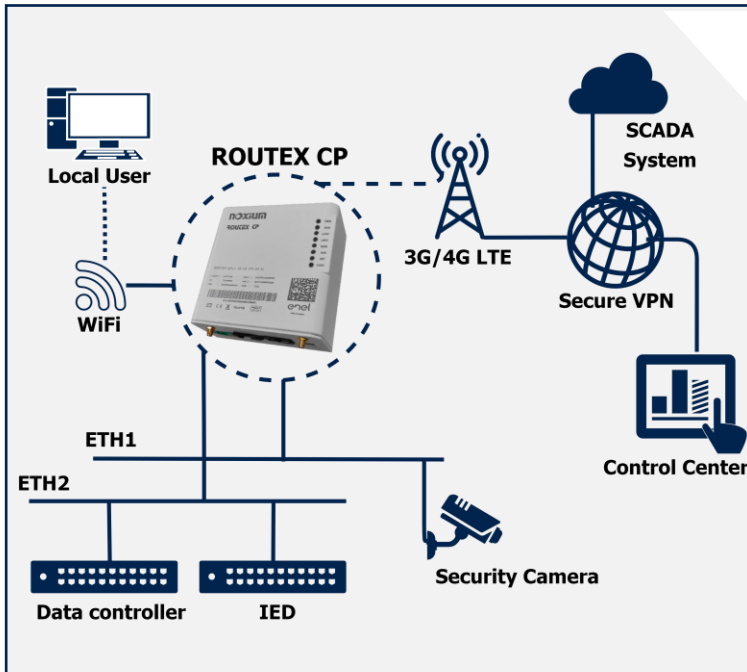 SCADA
System
Local User
ROUTEX CP
noxium
ROUTEX CP
enel
3G/4G LTE
Secure VPN
WiFi
ETH1
Control Center
ETH2
Security Camera
Data controller
IED